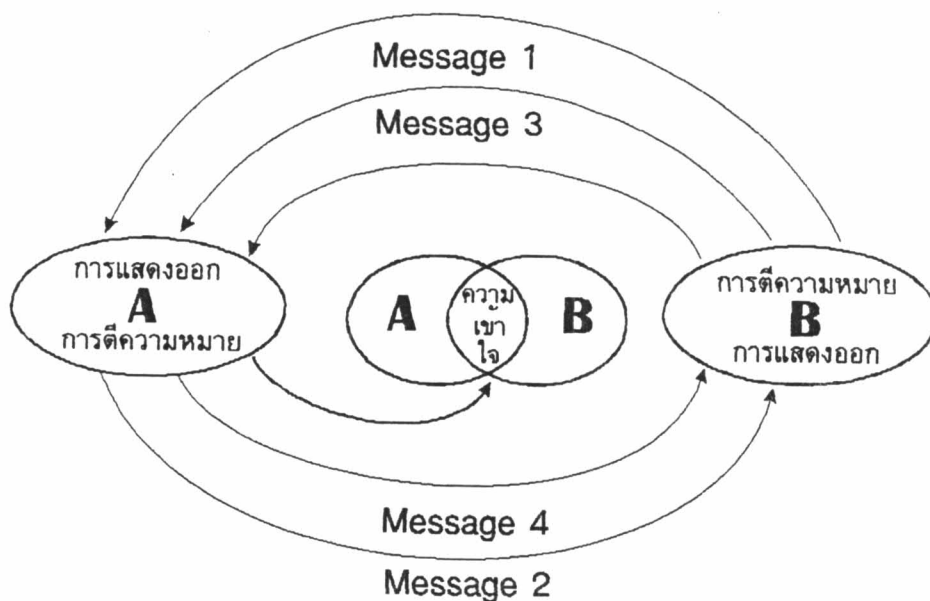 Message 1
Message 3
การแสดงออก
A
การตีความหมาย
A
ความ
เข้า
ใจ
B
การตีความหมาย
B
การแสดงออก
Message 4
Message 2